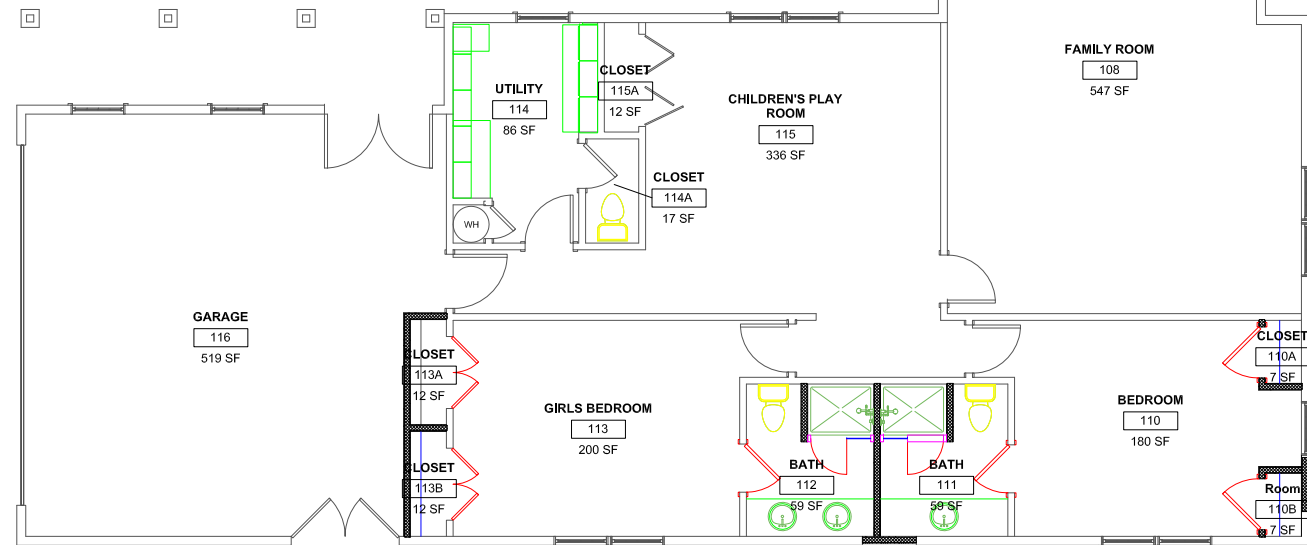 FAMILY ROOM
108
547 SF
UTILITY
114
86 SF
CLOSET
115A
12 SF
CHILDREN'S PLAY
ROOM
115
336 SF
CLOSET
114A
17 SF
WH
GARAGE
116
519 SF
CLOSET
113A
12 SF
CLOSET
113B
12 SF
GIRLS BEDROOM
113
200 SF
BATH
112
59 SF
BATH
111
59 SF
BEDROOM
110
180 SF
CLOSET
110A
7 SF
Room
110B
7 SF